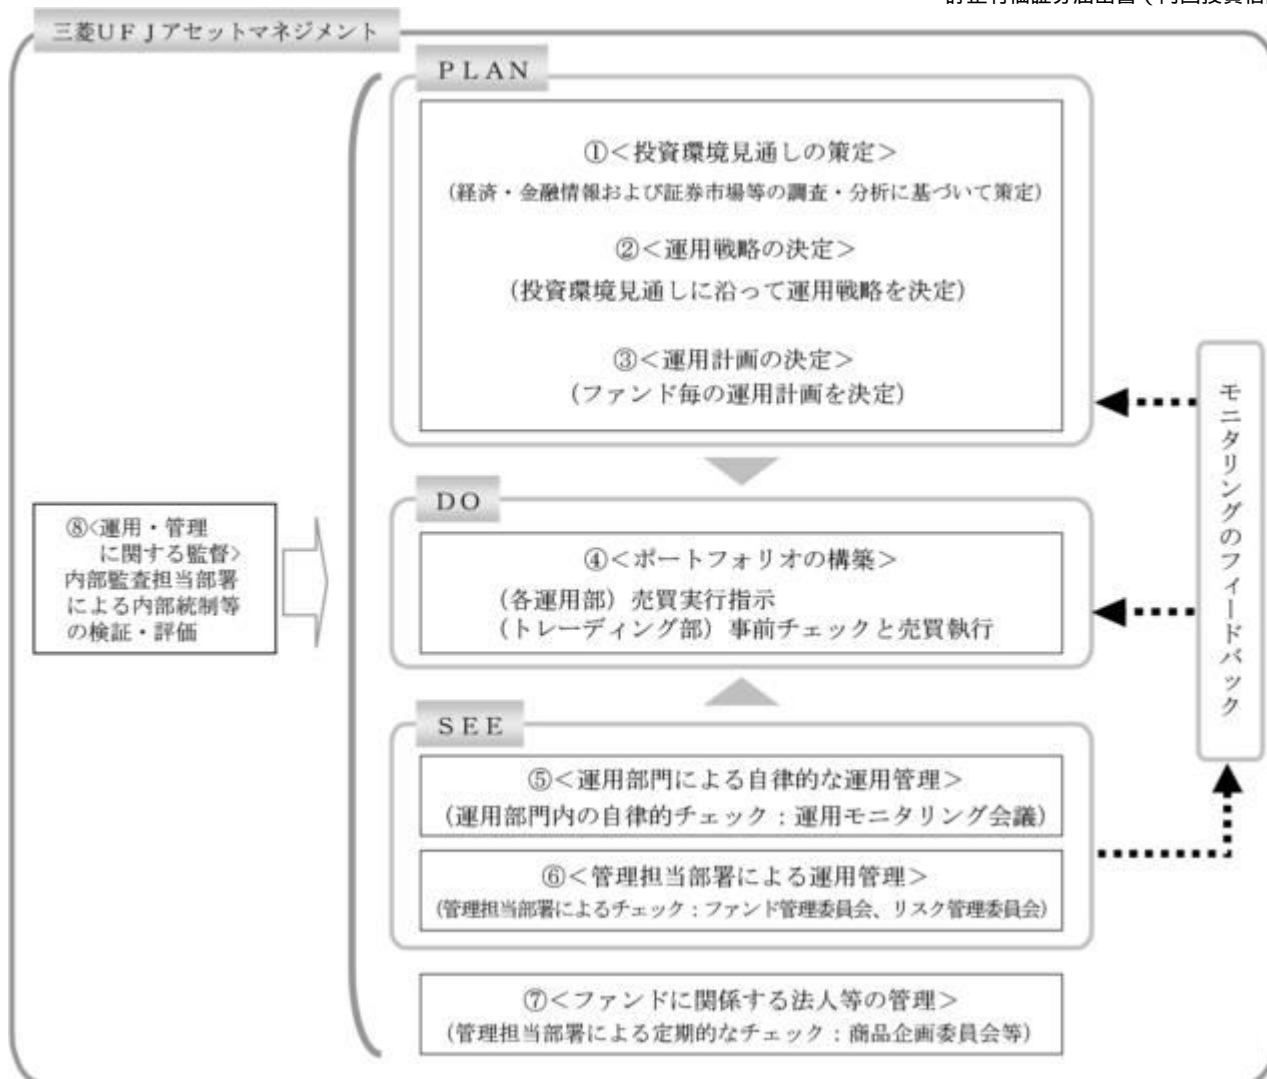 三菱ＵＦＪアセットマネジメント
ＰＬＡＮ
①＜投資環境見通しの策定＞
（経済・金融情報および証券市場等の調査・分析に基づいて策定）
②＜運用戦略の決定＞
（投資環境見通しに沿って運用戦略を決定）
③＜運用計画の決定＞
（ファンド毎の運用計画を決定）
ＤＯ
④＜ポートフォリオの構築＞
（各運用部）売買実行指示
（トレーディング部）事前チェックと売買執行
ＳＥＥ
⑤＜運用部門による自律的な運用管理＞
（運用部門内の自律的チェック：運用モニタリング会議）
⑥＜管理担当部署による運用管理＞
（管理担当部署によるチェック：ファンド管理委員会、リスク管理委員会）
⑦＜ファンドに関係する法人等の管理＞
（管理担当部署による定期的なチェック：商品企画委員会等）
⑧<運用・管理
に関する監督>
内部監査担当部署
による内部統制等
の検証・評価
モニタリングのフィードバック